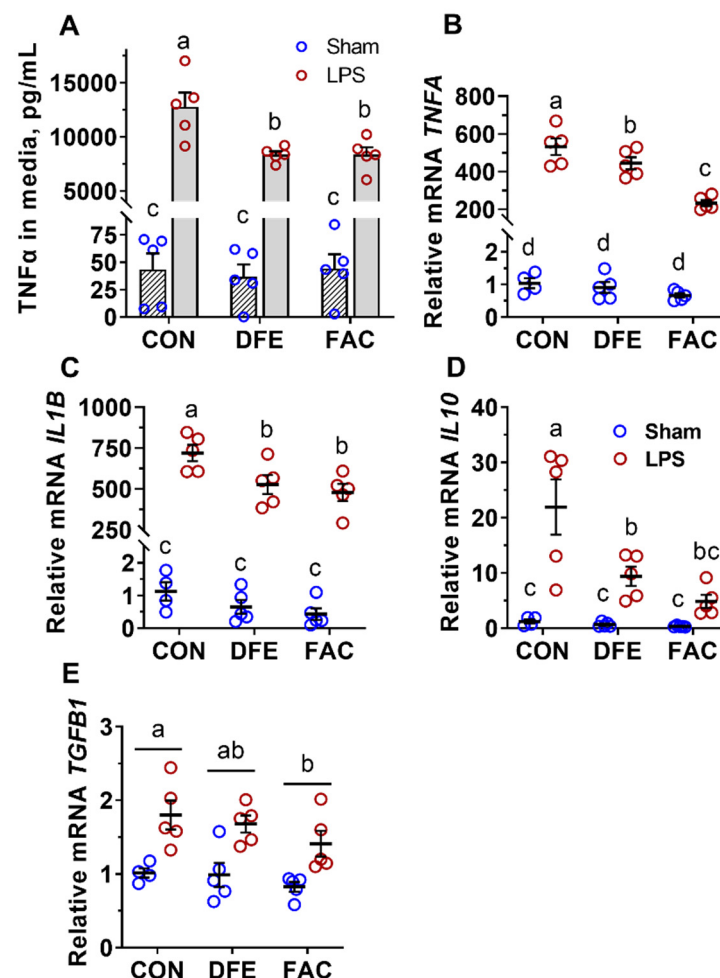 A
TNFα in media, pg/mL
15000
12500
10000
7500
5000
75
50
25
0
a
b
b
c
c
c
Sham
LPS
CON
DFE
FAC
B
Relative mRNA TNFA
800
600
400
200
2
1
0
a
b
c
d
d
d
CON
DFE
FAC
C
Relative mRNA IL1B
1000
750
500
250
2
1
0
a
b
b
c
c
c
CON
DFE
FAC
D
Relative mRNA IL10
40
30
20
10
0
a
b
bc
c
c
c
Sham
LPS
CON
DFE
FAC
E
Relative mRNA TGFB1
3
2
1
0
a
ab
b
CON
DFE
FAC